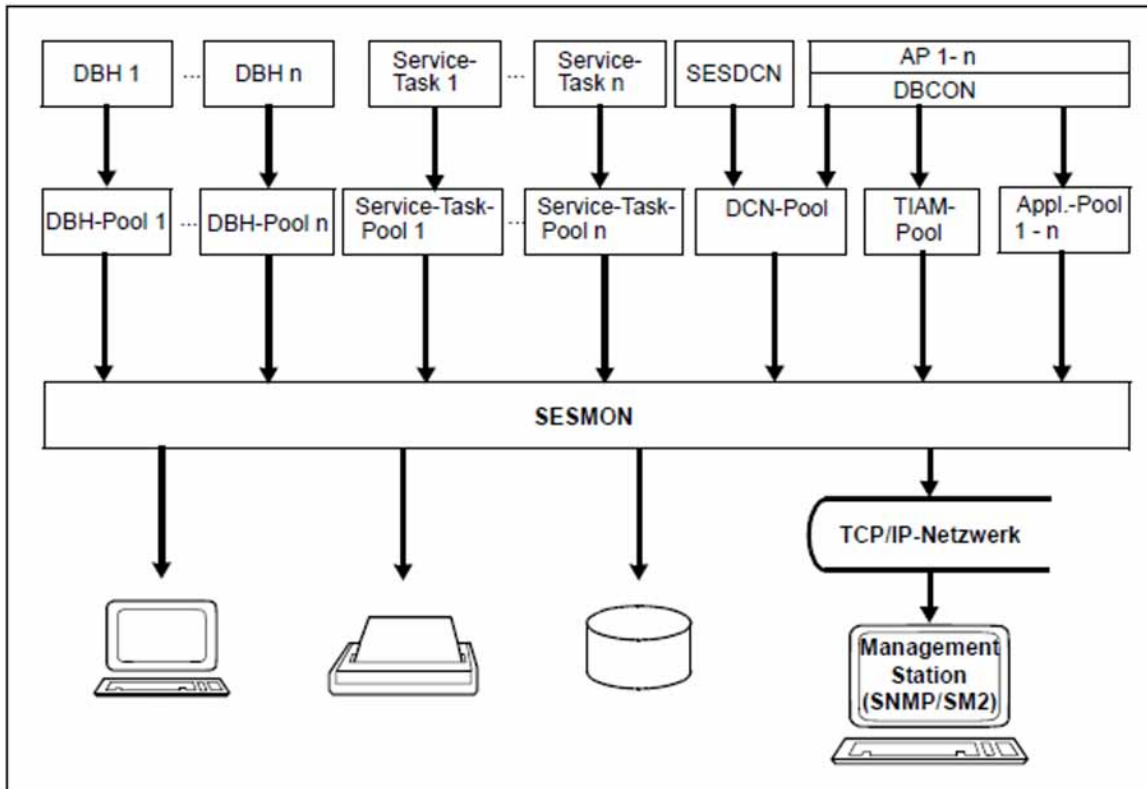 DBH 1
...
DBH n
Service-
Task 1
...
Service-
Task n
SESDCN
AP 1- n
DBCON
DBH-Pool 1
...
DBH-Pool n
Service-Task-
Pool 1
...
Service-Task-
Pool n
DCN-Pool
TIAM-
Pool
Appl.-Pool
1 - n
SESMON
TCP/IP-Netzwerk
Management
Station
(SNMP/SM2)